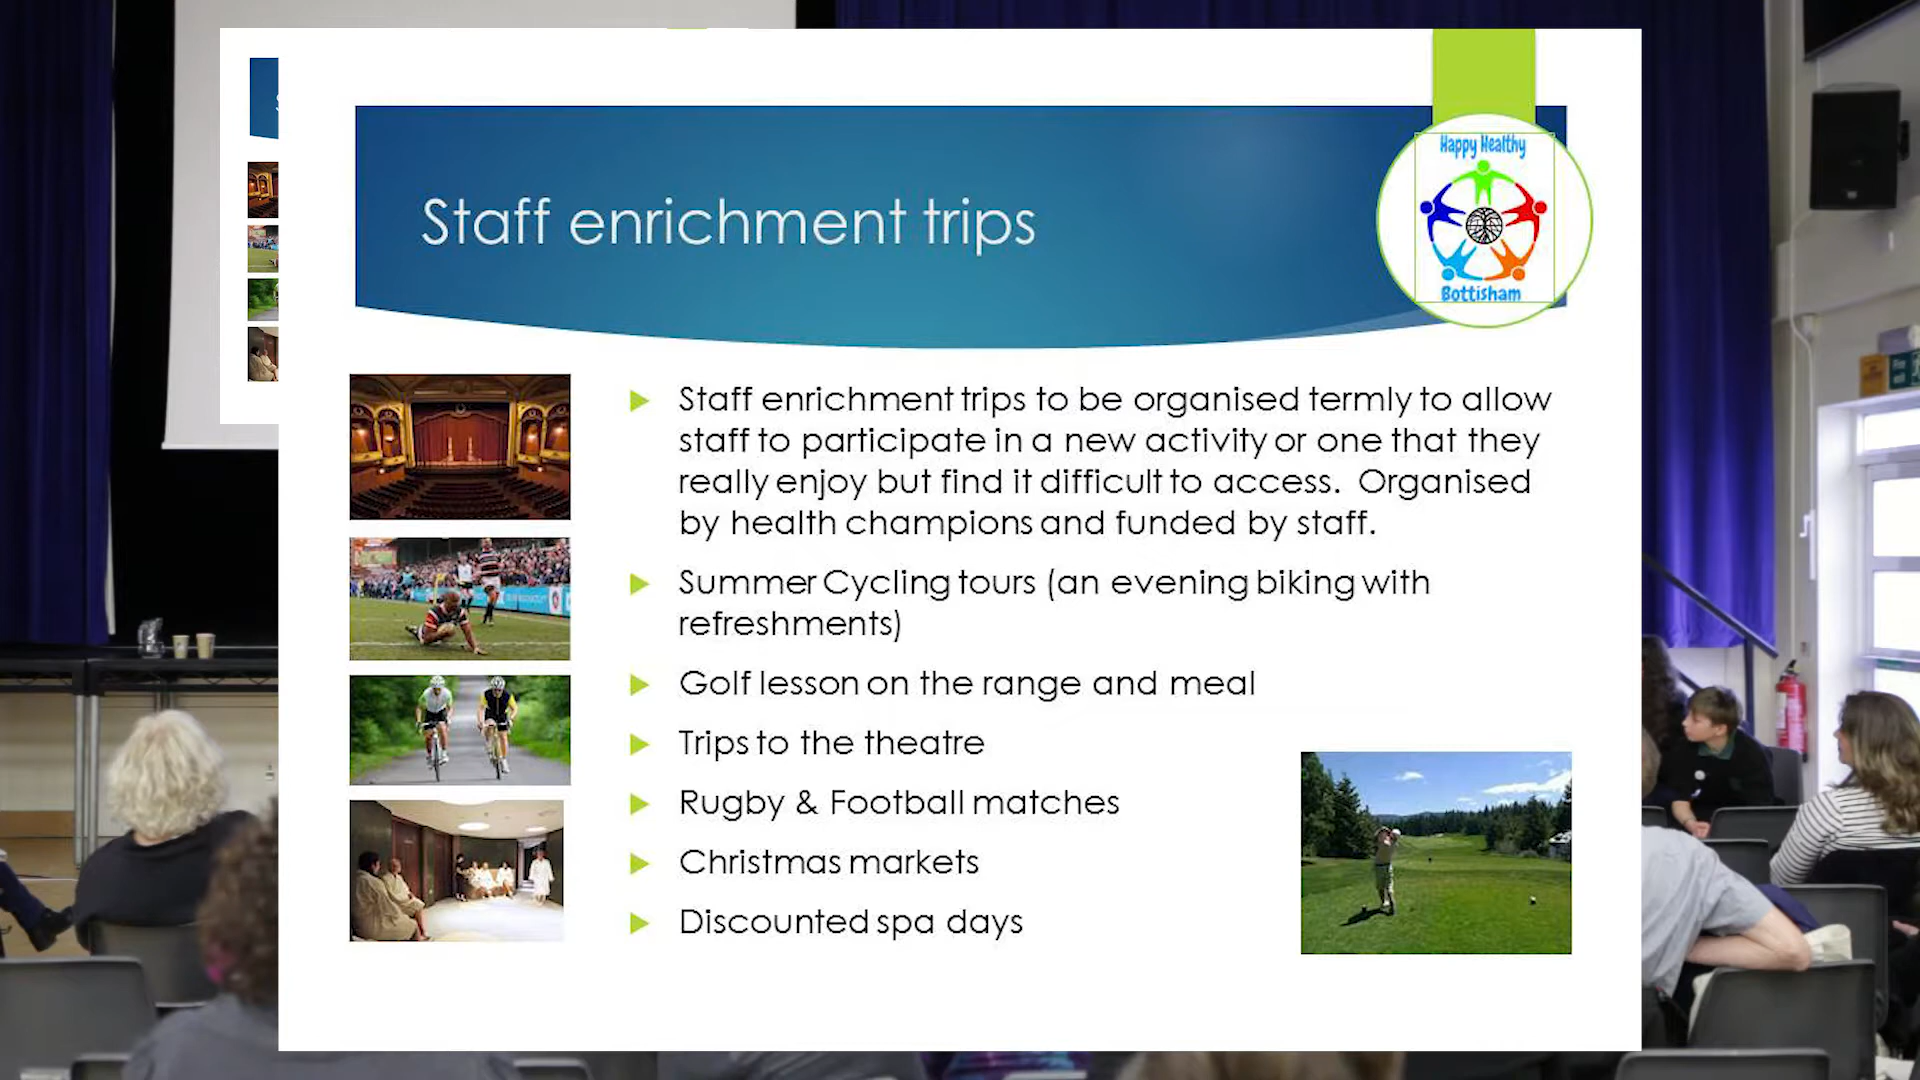 Happy Healthy
Bottisham
Staff enrichment trips
Staff enrichment trips to be organised termly to allow
staff to participate in a new activity or one that they
really enjoy but find it difficult to access.  Organised
by health champions and funded by staff.
Summer Cycling tours (an evening biking with
refreshments)
Golf lesson on the range and meal
Trips to the theatre
Rugby & Football matches
Christmas markets
Discounted spa days